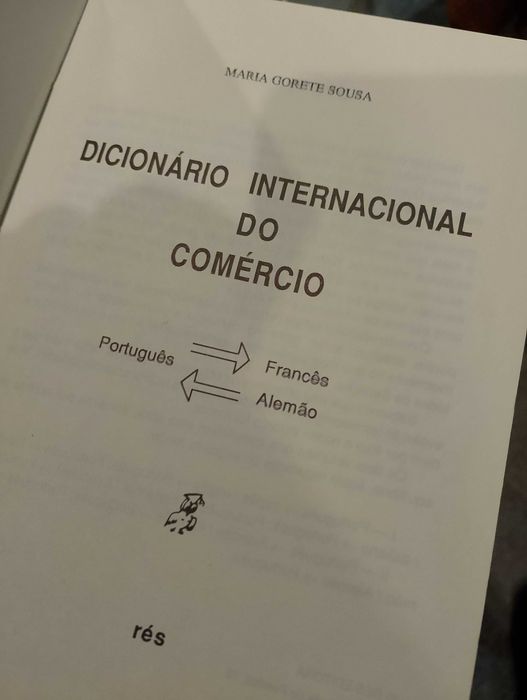 MARIA GORETE SOUSA
DICIONÁRIO INTERNACIONAL
DO
COMÉRCIO
Português
Francês
Alemão
rés